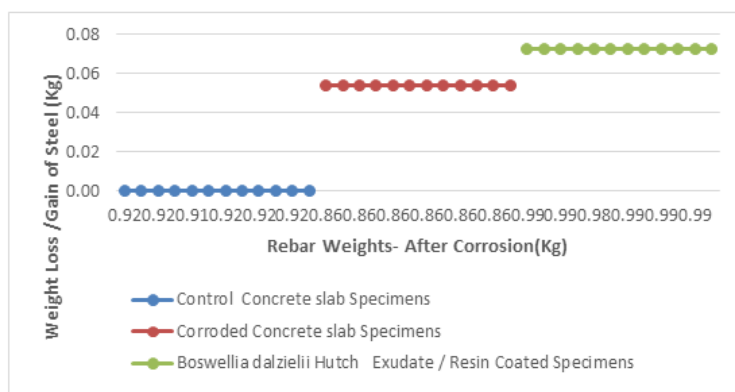 Weight Loss /Gain of Steel (Kg)
0.08
0.06
0.04
0.02
0.00
0.920.920.910.920.920.920.860.860.860.860.860.860.990.990.980.990.990.99
Rebar Weights- After Corrosion(Kg)
Control Concrete slab Specimens
Corroded Concrete slab Specimens
Boswellia dalzielii Hutch Exudate / Resin Coated Specimens